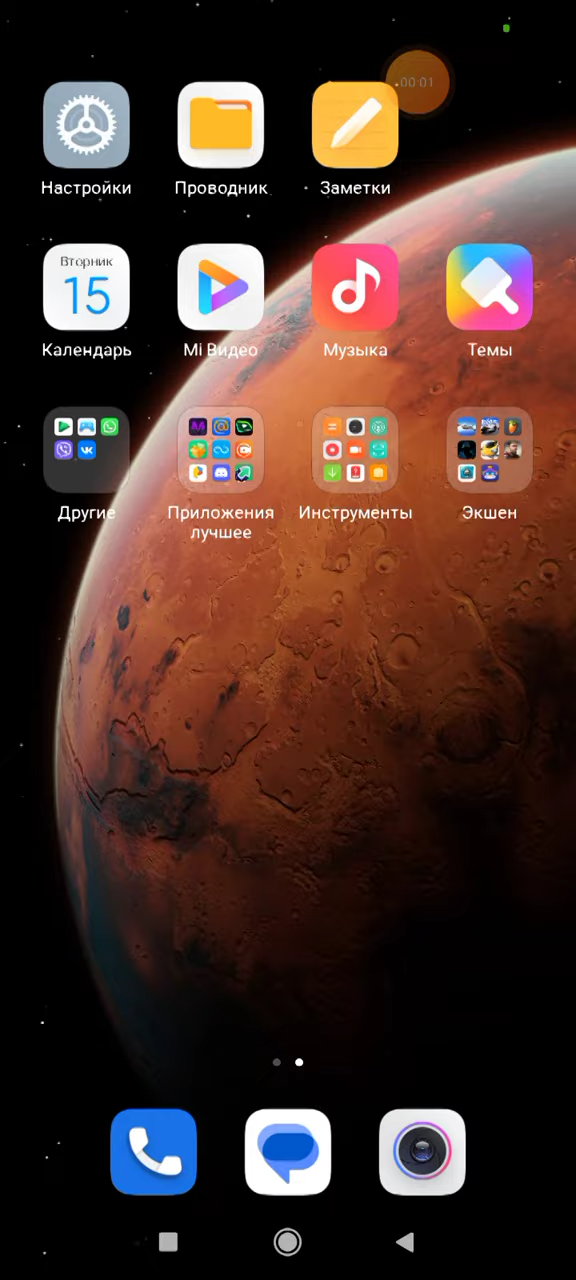 00:01
Настройки
Проводник
Заметки
Вторник
15
Календарь
Mi Видео
Музыка
Темы
Другие
Приложения
лучшее
Инструменты
Экшен